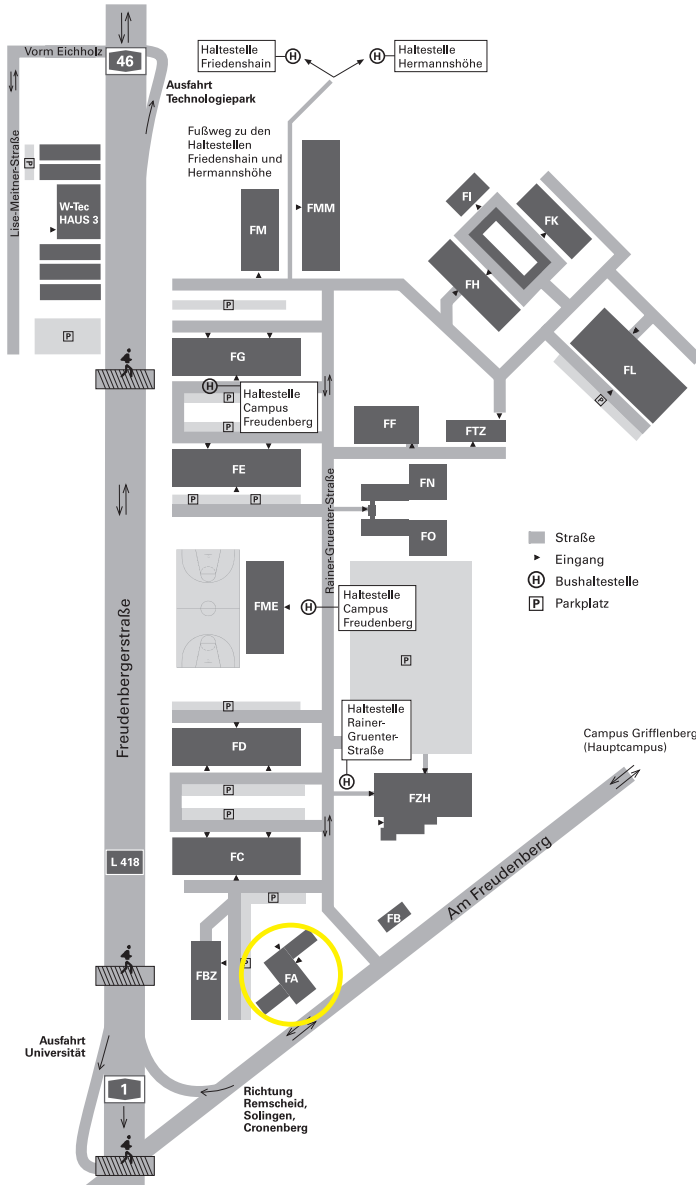 Vorm Eichholz
46
Ausfahrt
Technologiepark
Haltestelle
Friedenshain
H
H
Haltestelle
Hermannshöhe
Lise-Meitner-Straße
P
W-Tec
HAUS 3
P
Fußweg zu den
Haltestellen
Friedenshain und
Hermannshöhe
FM
FMM
FI
FK
FH
FL
P
P
FG
H
Haltestelle
Campus
Freudenberg
P
P
FF
FTZ
FE
P
P
FN
FO
Rainer-Gruenter-Straße
Straße
Eingang
H
Bushaltestelle
P
Parkplatz
FME
H
Haltestelle
Campus
Freudenberg
P
Freudenbergerstraße
P
FD
Haltestelle
Rainer-
Gruenter-
Straße
H
P
P
FZH
Campus Grifflenberg
(Hauptcampus)
L 418
FC
P
FB
Am Freudenberg
FBZ
P
FA
Ausfahrt
Universität
1
Richtung
Remscheid,
Solingen,
Cronenberg